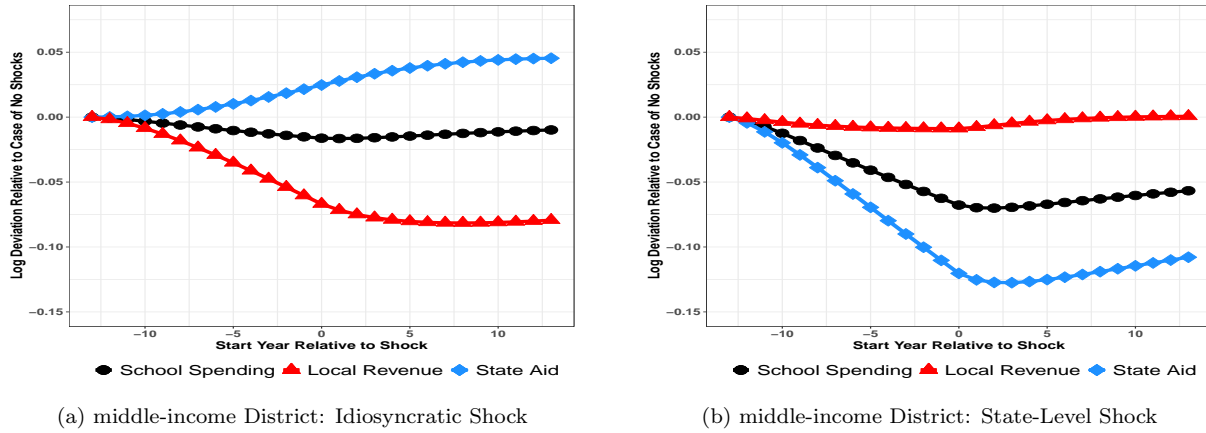 Log Deviation Relative to Case of No Shocks
0.05
0.00
−0.05
−0.10
−0.15
−10
−5
0
5
10
Start Year Relative to Shock
School Spending
Local Revenue
State Aid
(a) middle-income District: Idiosyncratic Shock
Log Deviation Relative to Case of No Shocks
0.05
0.00
−0.05
−0.10
−0.15
−10
−5
0
5
10
Start Year Relative to Shock
School Spending
Local Revenue
State Aid
(b) middle-income District: State-Level Shock